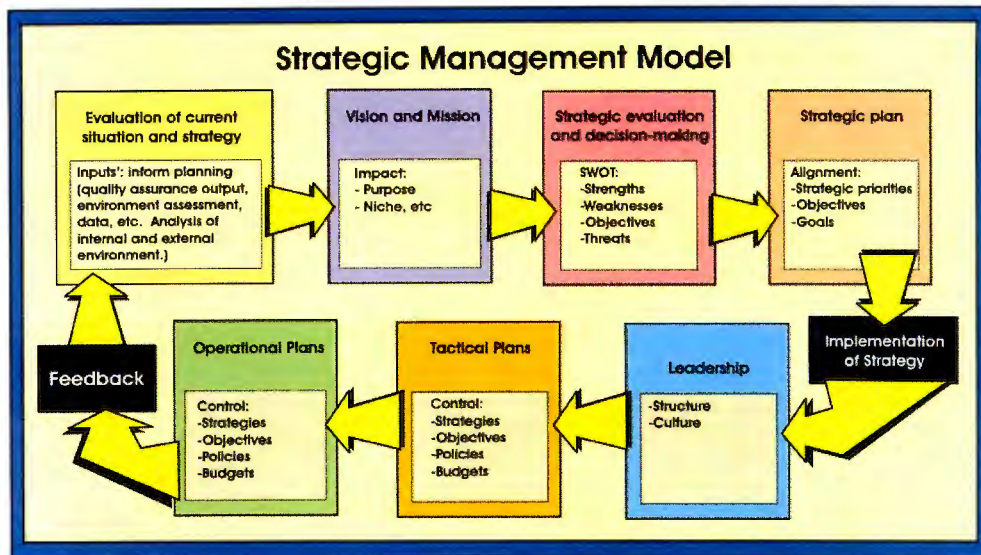 Strategic Management Model
Evaluation of current
situation and strategy
Inputs': inform planning
(quality assurance output,
environment assessment,
data, etc. Analysis of
internal and external
environment.)
Vision and Mission
Impact:
- Purpose
- Niche, etc
Strategic evaluation
and decision-making
SWOT:
-Strengths
-Weaknesses
-Objectives
-Threats
Strategic plan
Alignment:
-Strategic priorities
-Objectives
-Goals
Implementation
of Strategy
Leadership
-Structure
-Culture
Tactical Plans
Control:
-Strategies
-Objectives
-Policies
-Budgets
Operational Plans
Control:
-Strategies
-Objectives
-Policies
-Budgets
Feedback